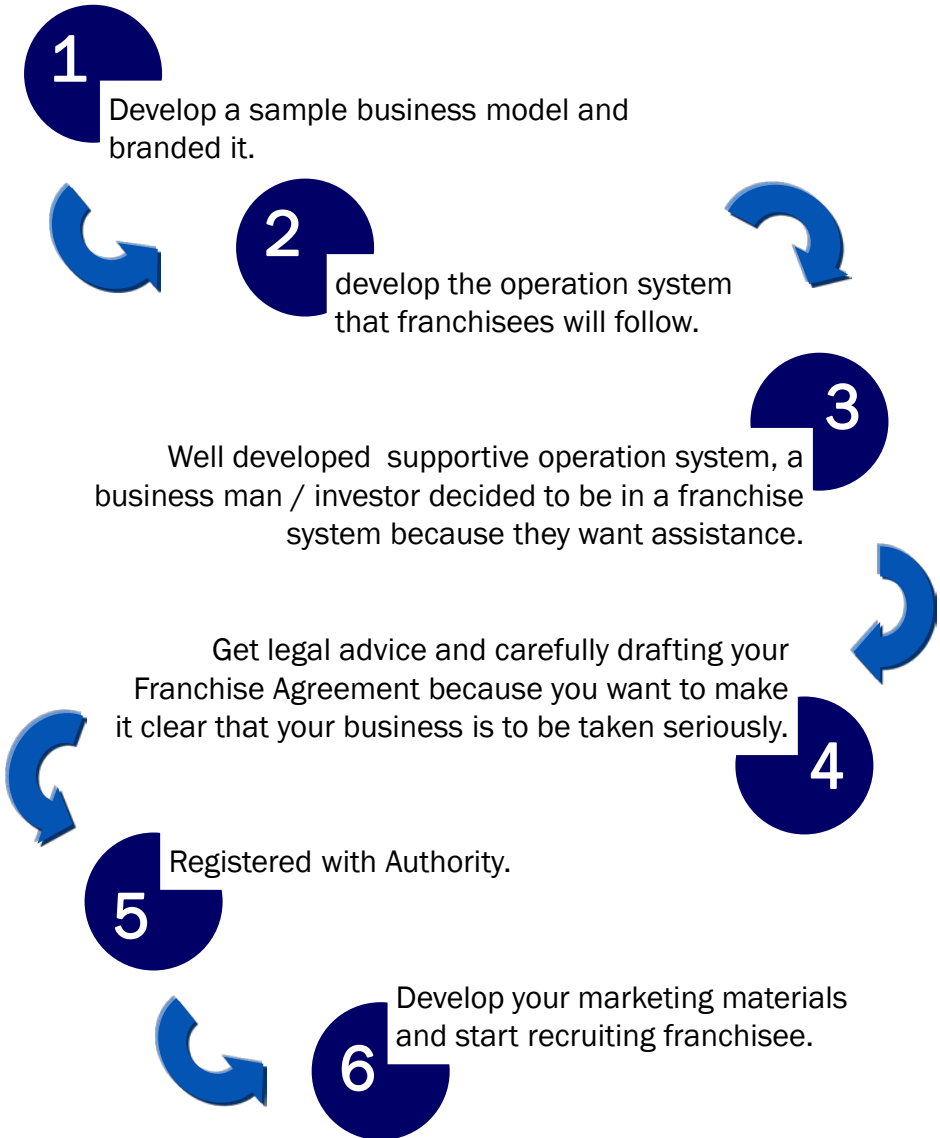 1
Develop a sample business model and
branded it.
2
develop the operation system
that franchisees will follow.
3
Well developed  supportive operation system, a
business man / investor decided to be in a franchise
system because they want assistance.
Get legal advice and carefully drafting your
Franchise Agreement because you want to make
it clear that your business is to be taken seriously.
4
Registered with Authority.
5
Develop your marketing materials
and start recruiting franchisee.
6